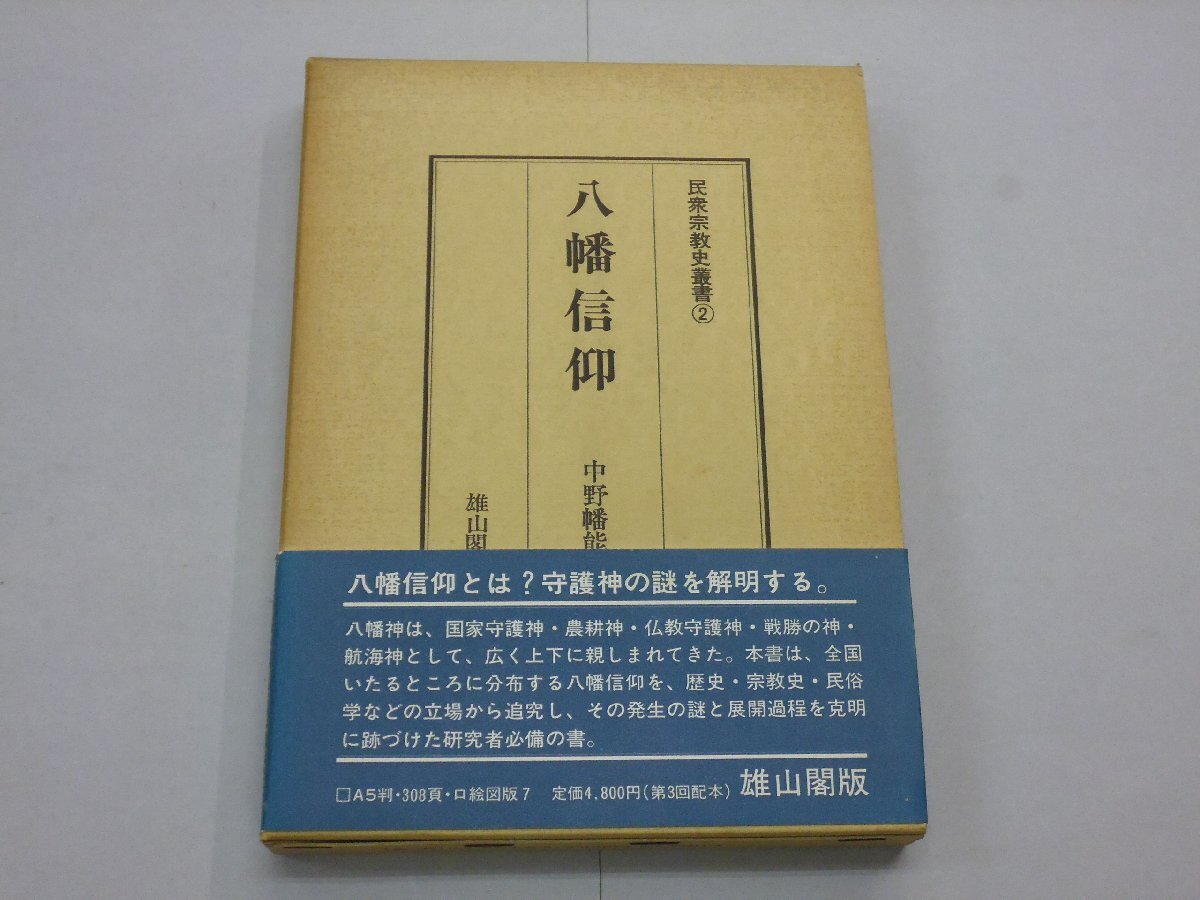 民衆宗教史叢書②
八幡信仰
中野幡能
雄山閣
八幡信仰とは?守護神の謎を解明する。
八幡神は、国家守護神・農耕神・仏教守護神・戦勝の神・
航海神として、広く上下に親しまれてきた。本書は、全国
いたるところに分布する八幡信仰を、歴史・宗教史・民俗
学などの立場から追究し、その発生の謎と展開過程を克明
に跡づけた研究者必備の書。
□A5判・308頁・口絵図版7 定価4,800円(第3回配本) 雄山閣版